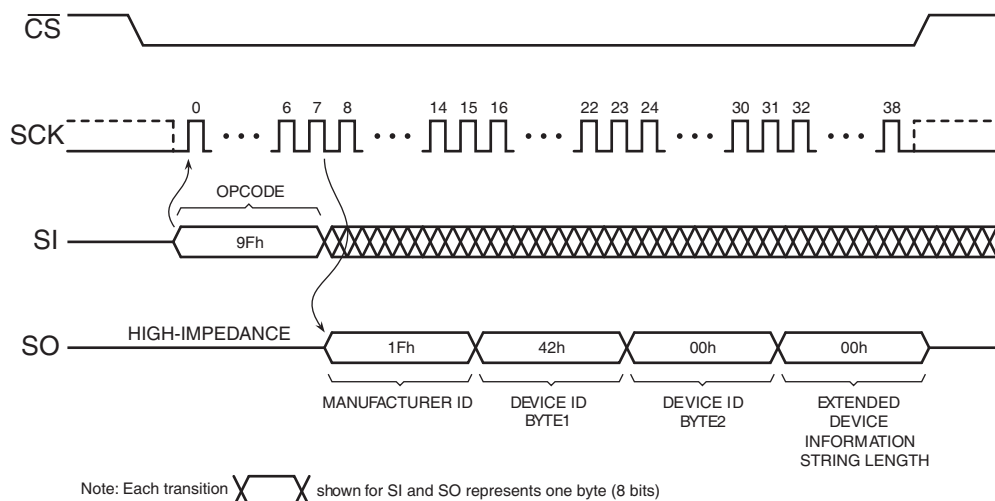 CS
SCK
0 6 7 8 14 15 16 22 23 24 30 31 32 38
OPCODE
SI
9Fh
HIGH-IMPEDANCE
SO
1Fh 42h 00h 00h
MANUFACTURER ID
DEVICE ID
BYTE1
DEVICE ID
BYTE2
EXTENDED
DEVICE
INFORMATION
STRING LENGTH
Note: Each transition shown for SI and SO represents one byte (8 bits)